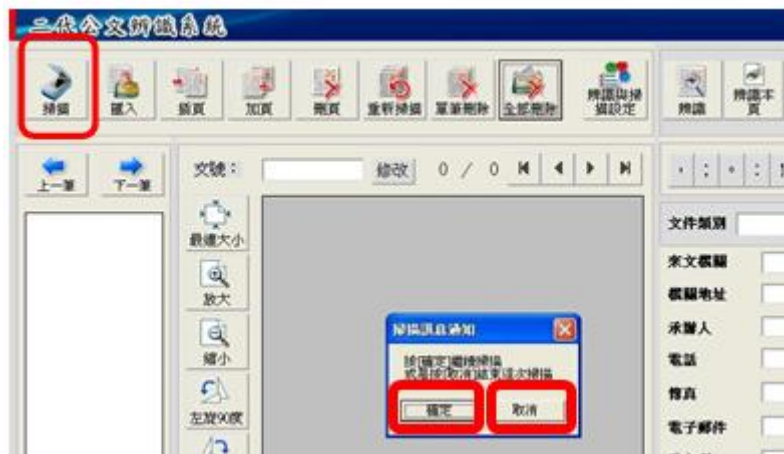 二代公文辨識系統
掃描
匯入
插頁
加頁
刪頁
重新掃描
單筆刪除
全部刪除
辨識與掃
描設定
辨識
辨識本
頁
上一筆
下一筆
文號：
修改
0 / 0
最適大小
放大
縮小
左旋90度
文件類別
來文機關
機關地址
承辦人
電話
傳真
電子郵件
掃描訊息通知
按[確定]繼續掃描
或是按[取消]結束這次掃描
確定
取消